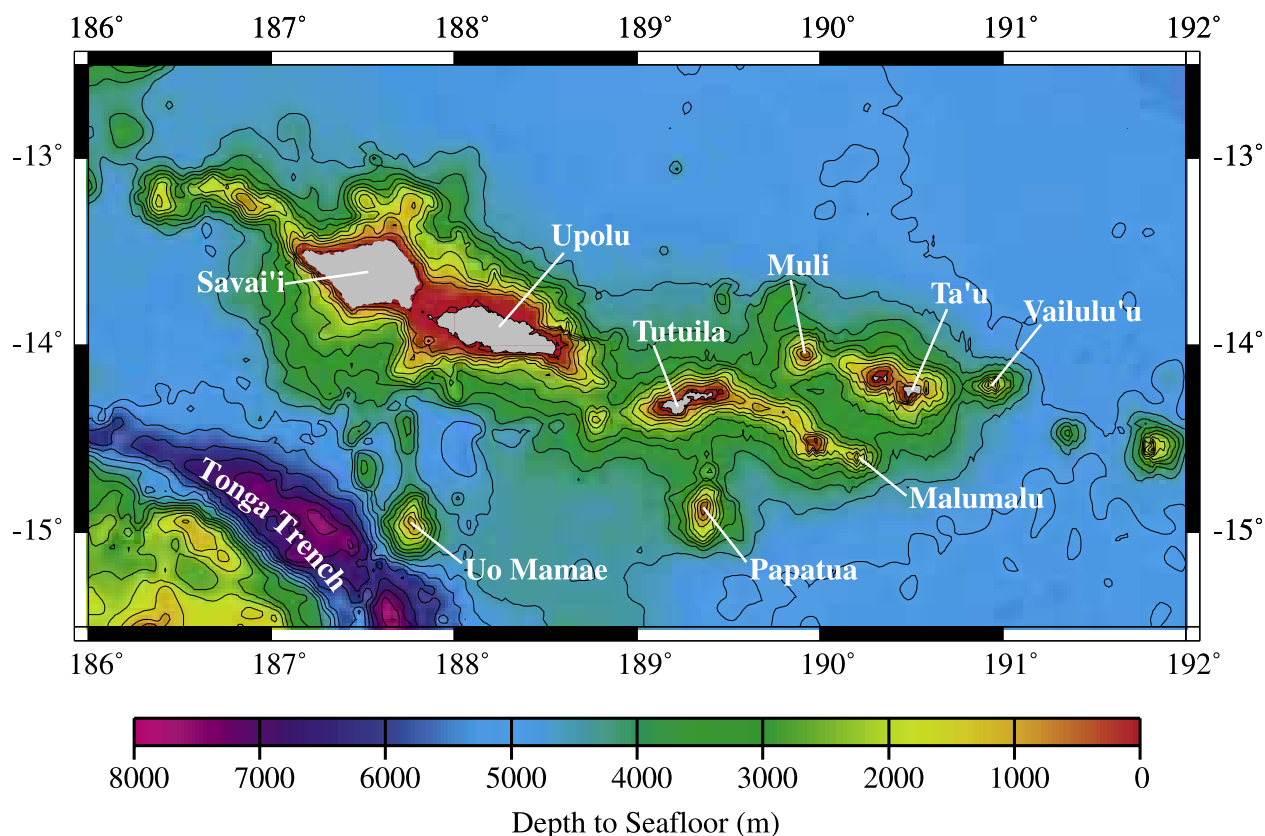 186˚ 187˚ 188˚ 189˚ 190˚ 191˚ 192˚
-13˚ -13˚
Upolu
Savai'i
Muli
Ta'u
Vailulu'u
Tutuila
-14˚ -14˚
Tonga Trench
Malumalu
-15˚ -15˚
Uo Mamae
Papatua
186˚ 187˚ 188˚ 189˚ 190˚ 191˚ 192˚
8000 7000 6000 5000 4000 3000 2000 1000 0
Depth to Seafloor (m)